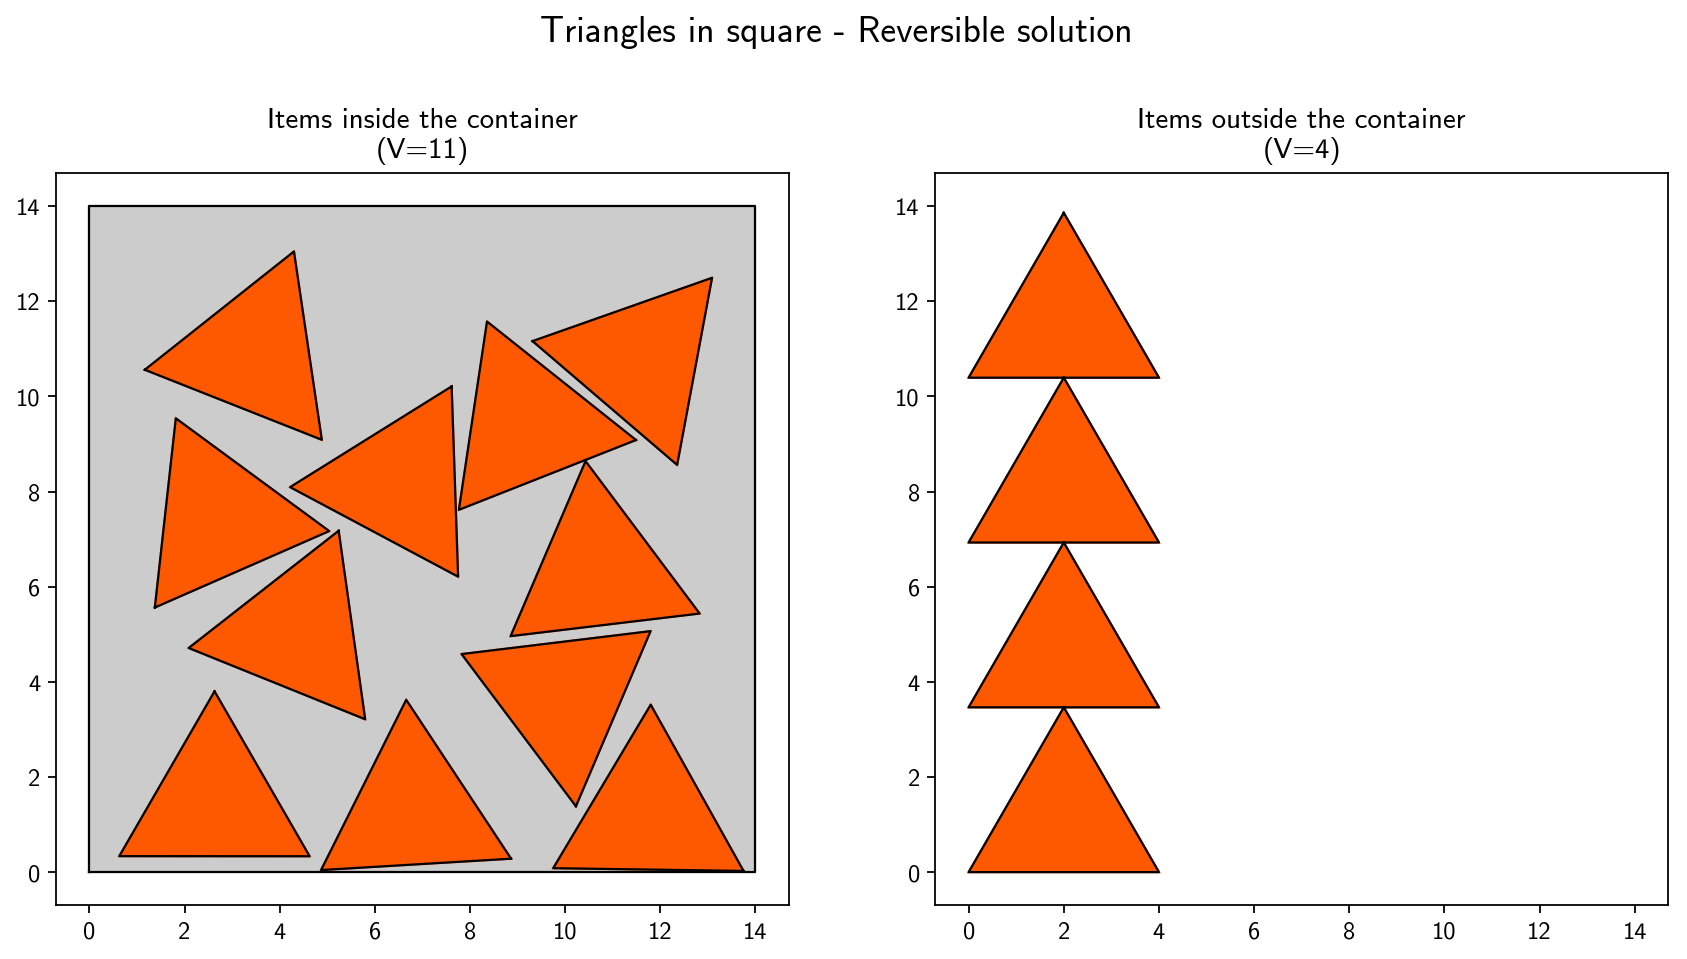 Triangles in square - Reversible solution
Items inside the container
(V=11)
14
12
10
8
6
4
2
0
0 2 4 6 8 10 12 14
Items outside the container
(V=4)
14
12
10
8
6
4
2
0
0 2 4 6 8 10 12 14